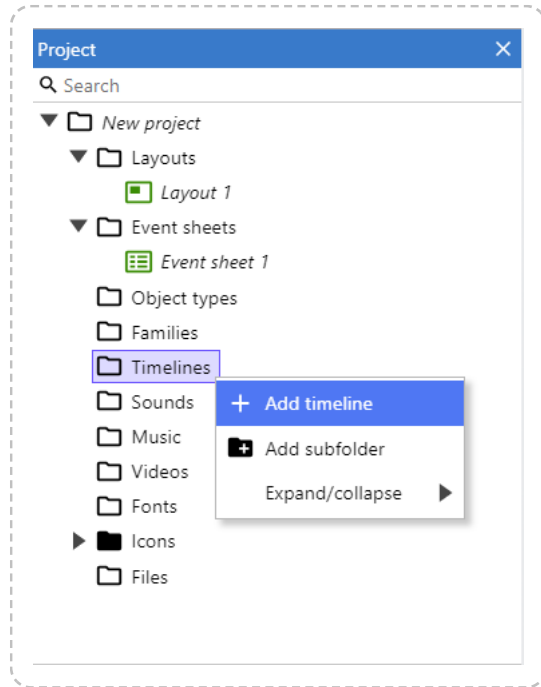 Project
Search
New project
Layouts
Layout 1
Event sheets
Event sheet 1
Object types
Families
Timelines
Sounds
Add timeline
Music
Add subfolder
Videos
Expand/collapse
Fonts
Icons
Files